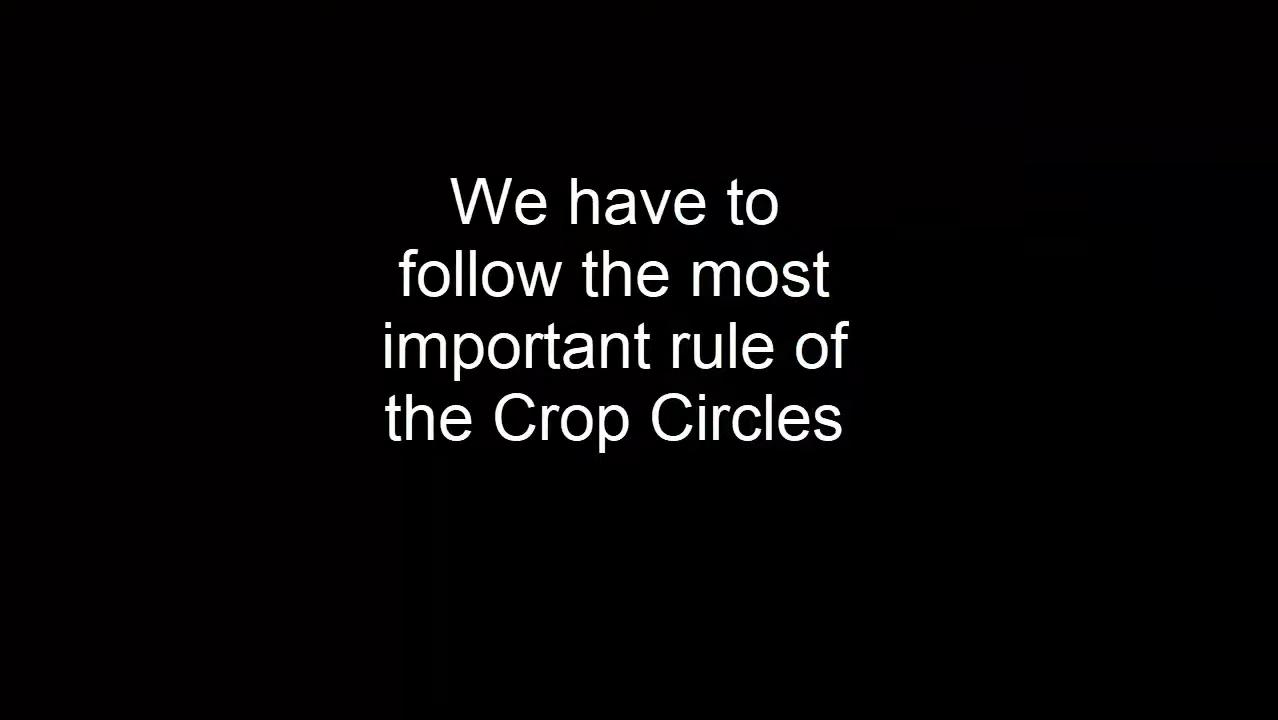 We have to
follow the most
important rule of
the Crop Circles